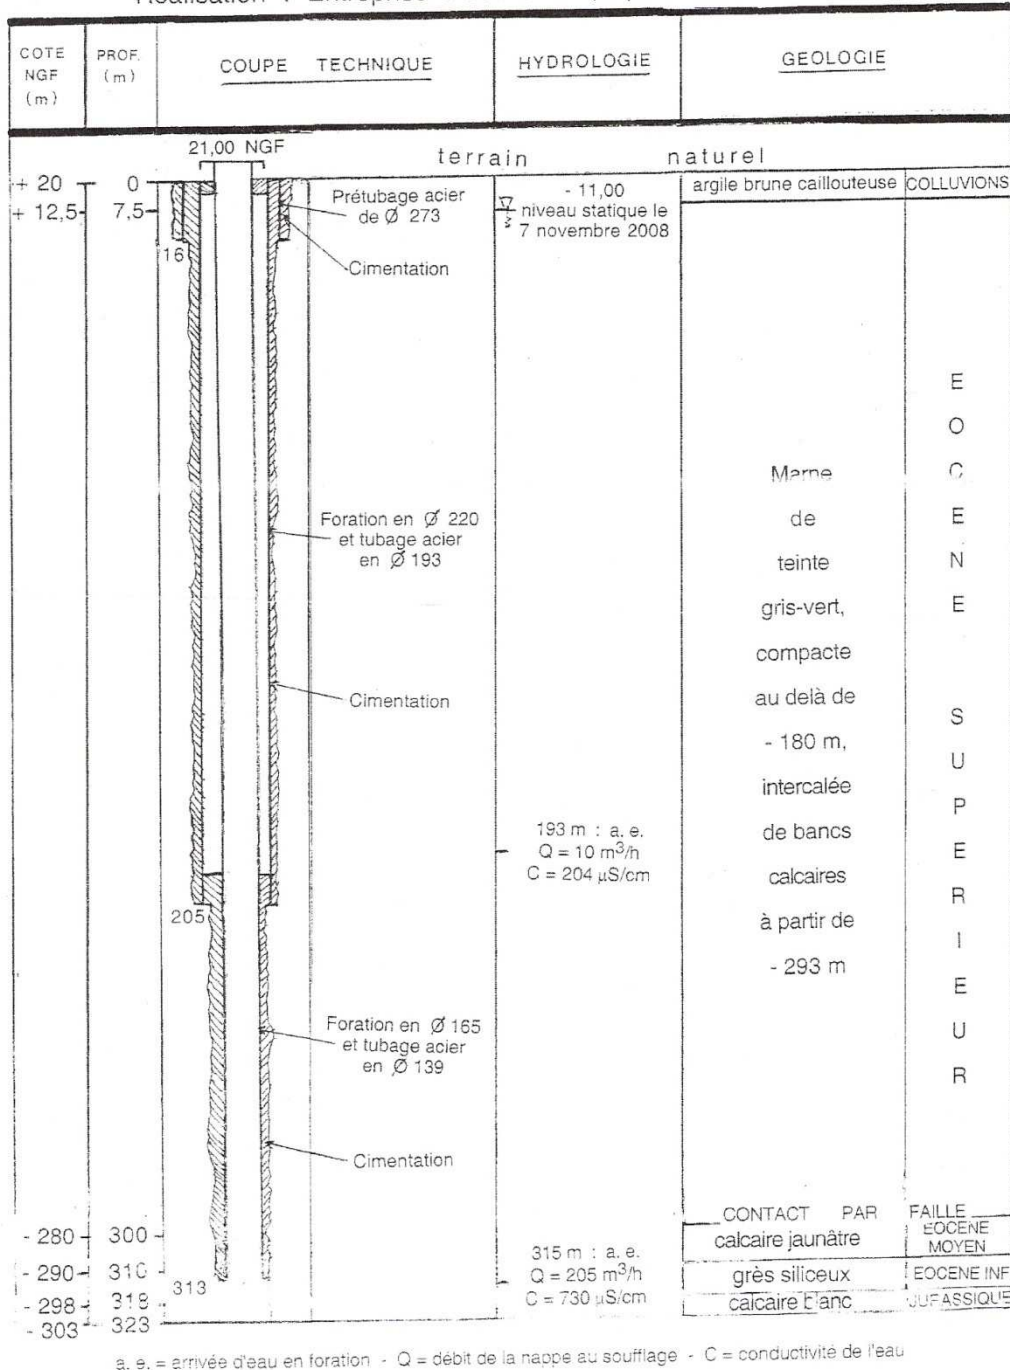 COTE NGF (m)
PROF. (m)
COUPE TECHNIQUE
HYDROLOGIE
GEOLOGIE
21,00 NGF
terrain naturel
+ 20
0
+ 12,5
7,5
16
Prétubage acier
de Ø 273
Cimentation
- 11,00
niveau statique le
7 novembre 2008
argile brune caillouteuse
COLLUVIONS
Foration en Ø 220
et tubage acier
en Ø 193
Cimentation
193 m : a. e.
Q = 10 m³/h
C = 204 µS/cm
205
Marne
de
teinte
gris-vert,
compacte
au delà de
- 180 m,
intercalée
de bancs
calcaires
à partir de
- 293 m
EOCENE SUPERIEUR
Foration en Ø 165
et tubage acier
en Ø 139
Cimentation
CONTACT PAR FAILLE
- 280
300
calcaire jaunâtre
EOCENE
MOYEN
315 m : a. e.
Q = 205 m³/h
C = 730 µS/cm
- 290
310
313
grès siliceux
EOCENE INF
- 298
318
calcaire blanc
JURASSIQUE
- 303
323
a. e. = arrivée d'eau en foration - Q = débit de la nappe au soufflage - C = conductivité de l'eau